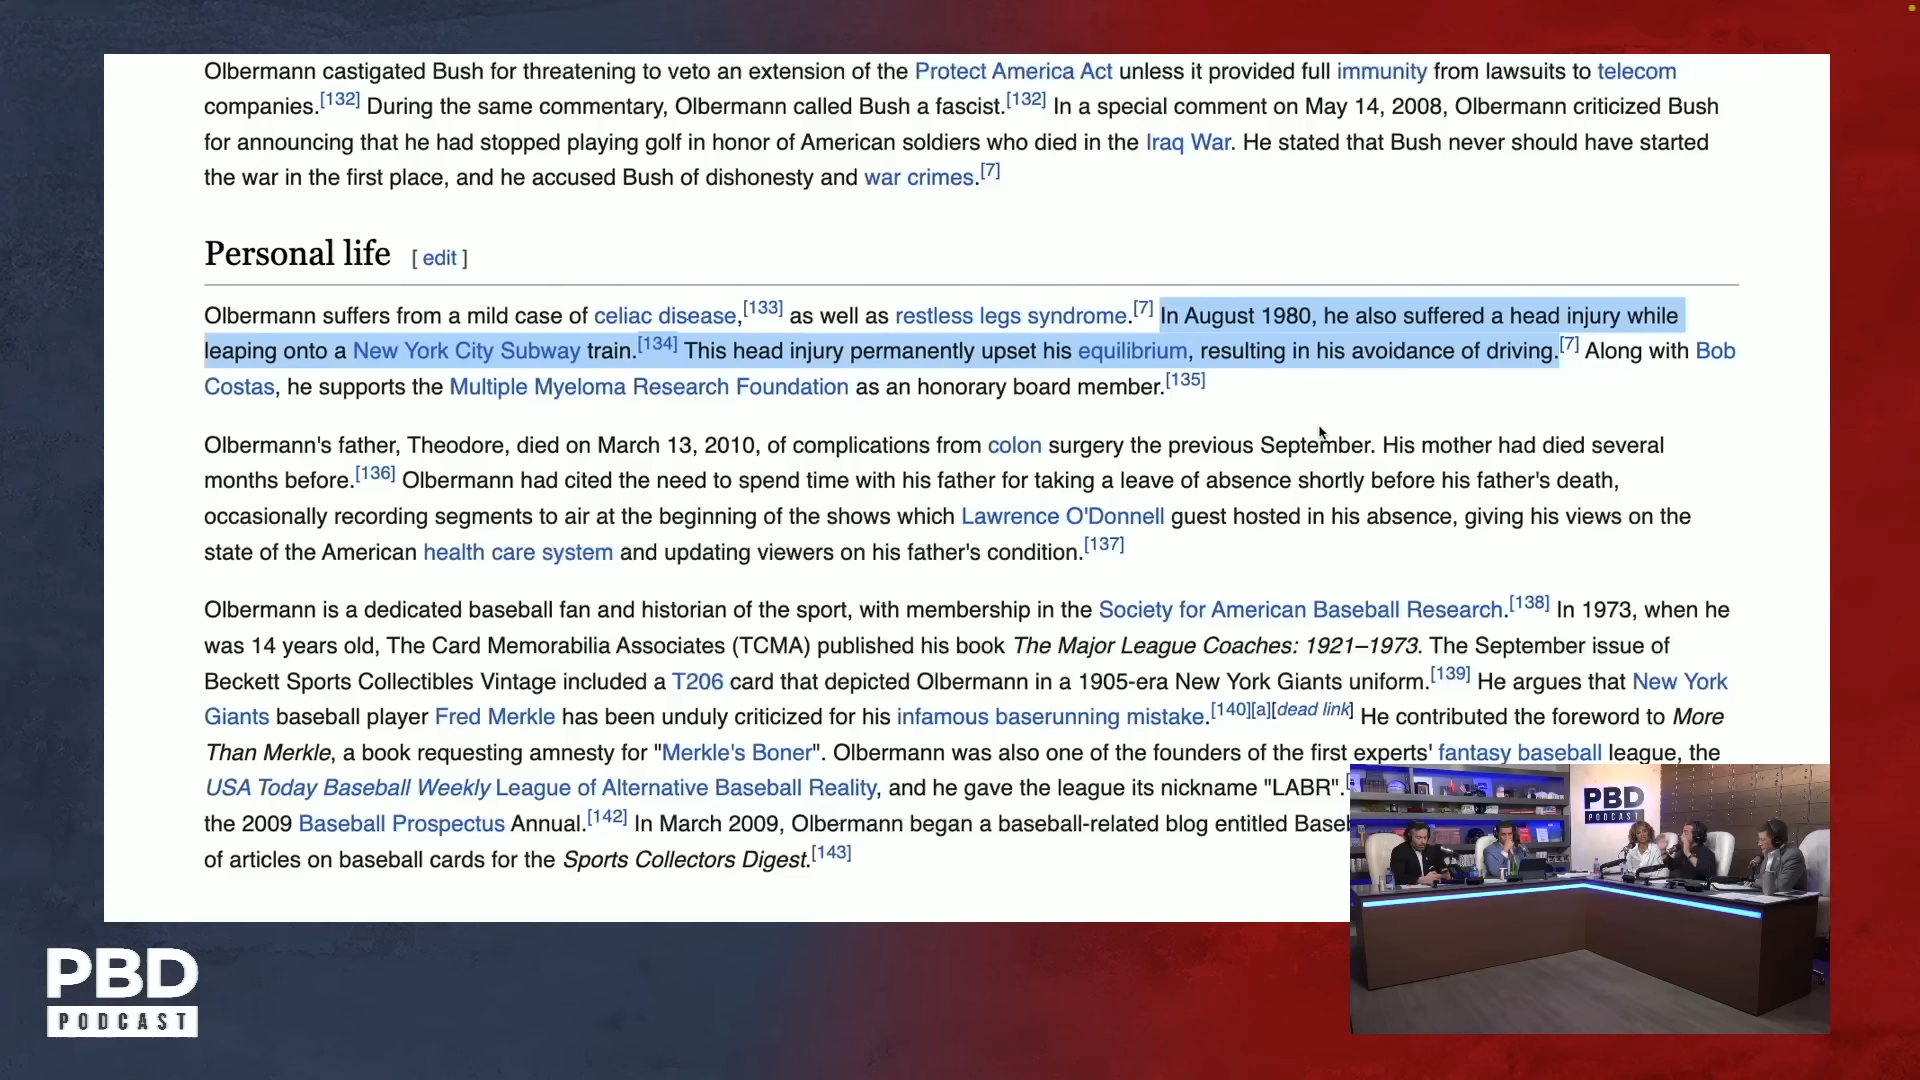 Olbermann castigated Bush for threatening to veto an extension of the Protect America Act unless it provided full immunity from lawsuits to telecom
companies.[132] During the same commentary, Olbermann called Bush a fascist.[132] In a special comment on May 14, 2008, Olbermann criticized Bush
for announcing that he had stopped playing golf in honor of American soldiers who died in the Iraq War. He stated that Bush never should have started
the war in the first place, and he accused Bush of dishonesty and war crimes.[7]
Personal life [ edit ]
Olbermann suffers from a mild case of celiac disease,[133] as well as restless legs syndrome.[7] In August 1980, he also suffered a head injury while
leaping onto a New York City Subway train.[134] This head injury permanently upset his equilibrium, resulting in his avoidance of driving.[7] Along with Bob
Costas, he supports the Multiple Myeloma Research Foundation as an honorary board member.[135]
Olbermann's father, Theodore, died on March 13, 2010, of complications from colon surgery the previous September. His mother had died several
months before.[136] Olbermann had cited the need to spend time with his father for taking a leave of absence shortly before his father's death,
occasionally recording segments to air at the beginning of the shows which Lawrence O'Donnell guest hosted in his absence, giving his views on the
state of the American health care system and updating viewers on his father's condition.[137]
Olbermann is a dedicated baseball fan and historian of the sport, with membership in the Society for American Baseball Research.[138] In 1973, when he
was 14 years old, The Card Memorabilia Associates (TCMA) published his book The Major League Coaches: 1921–1973. The September issue of
Beckett Sports Collectibles Vintage included a T206 card that depicted Olbermann in a 1905-era New York Giants uniform.[139] He argues that New York
Giants baseball player Fred Merkle has been unduly criticized for his infamous baserunning mistake.[140][a][dead link] He contributed the foreword to More
Than Merkle, a book requesting amnesty for "Merkle's Boner". Olbermann was also one of the founders of the first experts' fantasy baseball league, the
USA Today Baseball Weekly League of Alternative Baseball Reality, and he gave the league its nickname "LABR".
the 2009 Baseball Prospectus Annual.[142] In March 2009, Olbermann began a baseball-related blog entitled Baseb
of articles on baseball cards for the Sports Collectors Digest.[143]
PBD
PODCAST
PBD
PODCAST